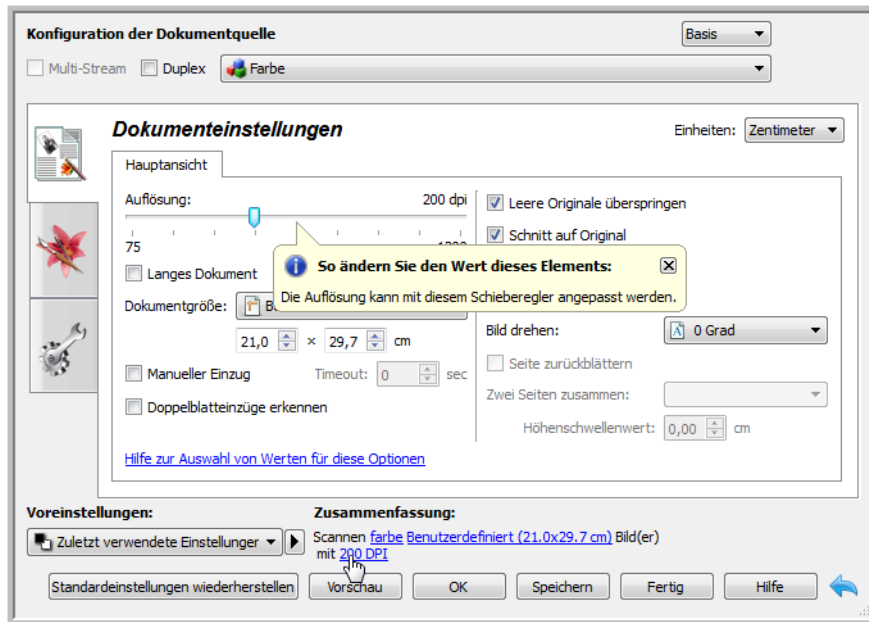 Konfiguration der Dokumentquelle
Basis
Multi-Stream Duplex Farbe
Dokumenteinstellungen
Einheiten: Zentimeter
Hauptansicht
Auflösung: 200 dpi
75
Leere Originale überspringen
Schnitt auf Original
So ändern Sie den Wert dieses Elements:
Die Auflösung kann mit diesem Schieberegler angepasst werden.
Langes Dokument
Dokumentgröße:
21,0 × 29,7 cm
Manueller Einzug Timeout: 0 sec
Doppelblatteinzüge erkennen
Hilfe zur Auswahl von Werten für diese Optionen
Bild drehen: A 0 Grad
Seite zurückblättern
Zwei Seiten zusammen:
Höhenschwellenwert: 0,00 cm
Voreinstellungen:
Zuletzt verwendete Einstellunger
Zusammenfassung:
Scannen farbe Benutzerdefiniert (21.0x29.7 cm) Bild(er)
mit 200 DPI
Standardeinstellungen wiederherstellen Vorschau OK Speichern Fertig Hilfe